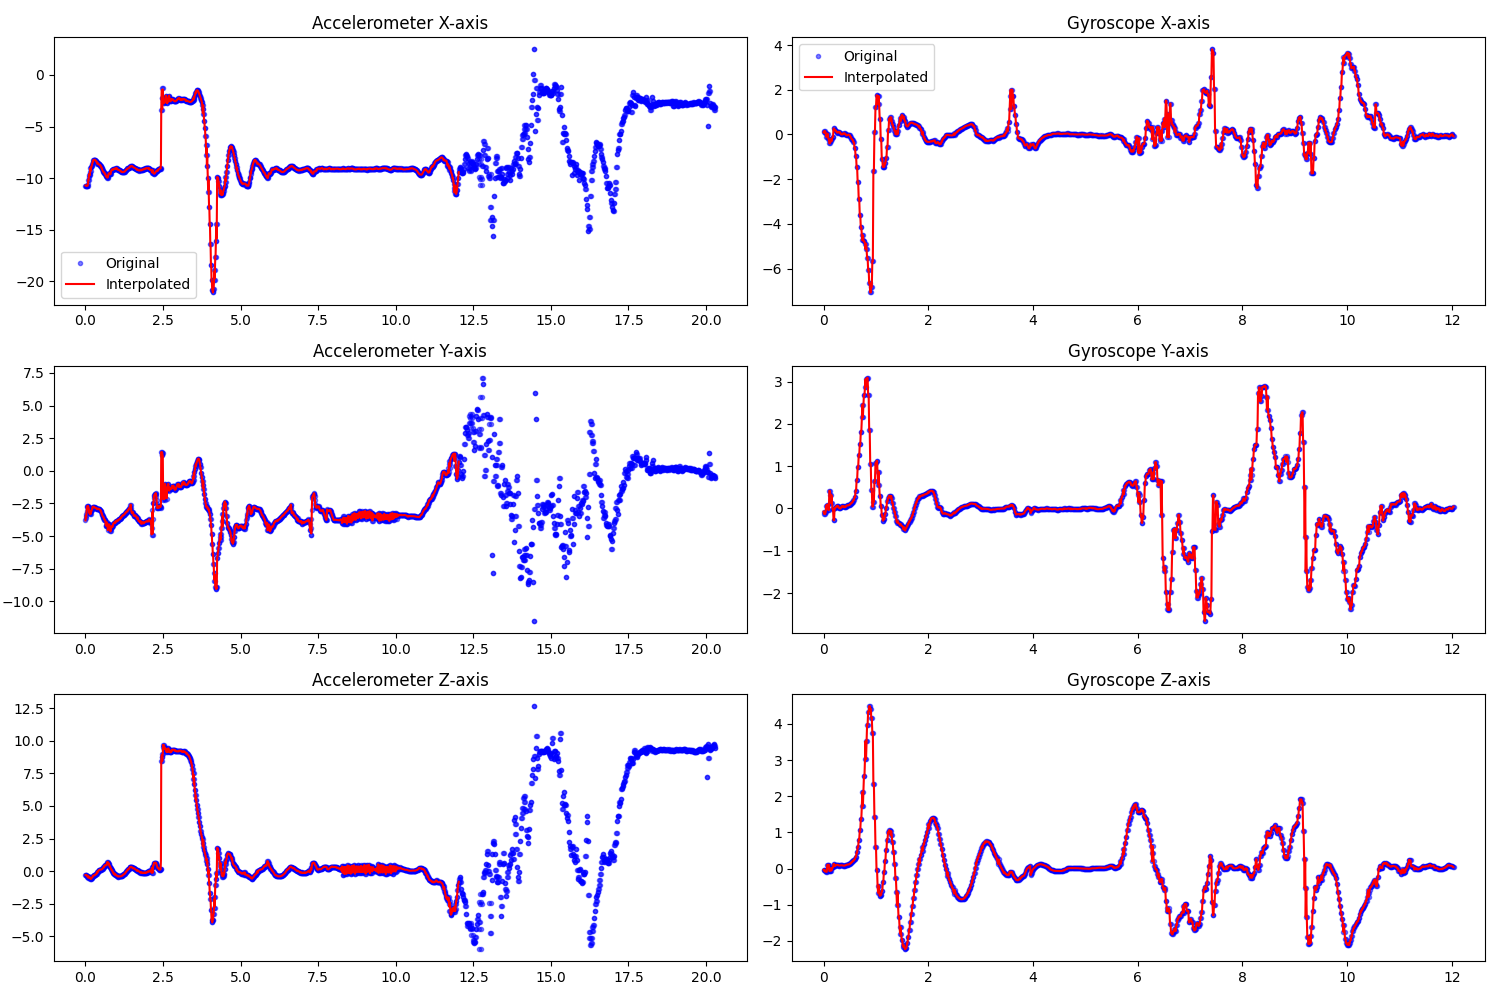 Accelerometer X-axis
0
−5
−10
−15
−20
Original
Interpolated
0.0 2.5 5.0 7.5 10.0 12.5 15.0 17.5 20.0
Gyroscope X-axis
4
2
0
−2
−4
−6
Original
Interpolated
0 2 4 6 8 10 12
Accelerometer Y-axis
7.5
5.0
2.5
0.0
−2.5
−5.0
−7.5
−10.0
0.0 2.5 5.0 7.5 10.0 12.5 15.0 17.5 20.0
Gyroscope Y-axis
3
2
1
0
−1
−2
0 2 4 6 8 10 12
Accelerometer Z-axis
12.5
10.0
7.5
5.0
2.5
0.0
−2.5
−5.0
0.0 2.5 5.0 7.5 10.0 12.5 15.0 17.5 20.0
Gyroscope Z-axis
4
3
2
1
0
−1
−2
0 2 4 6 8 10 12